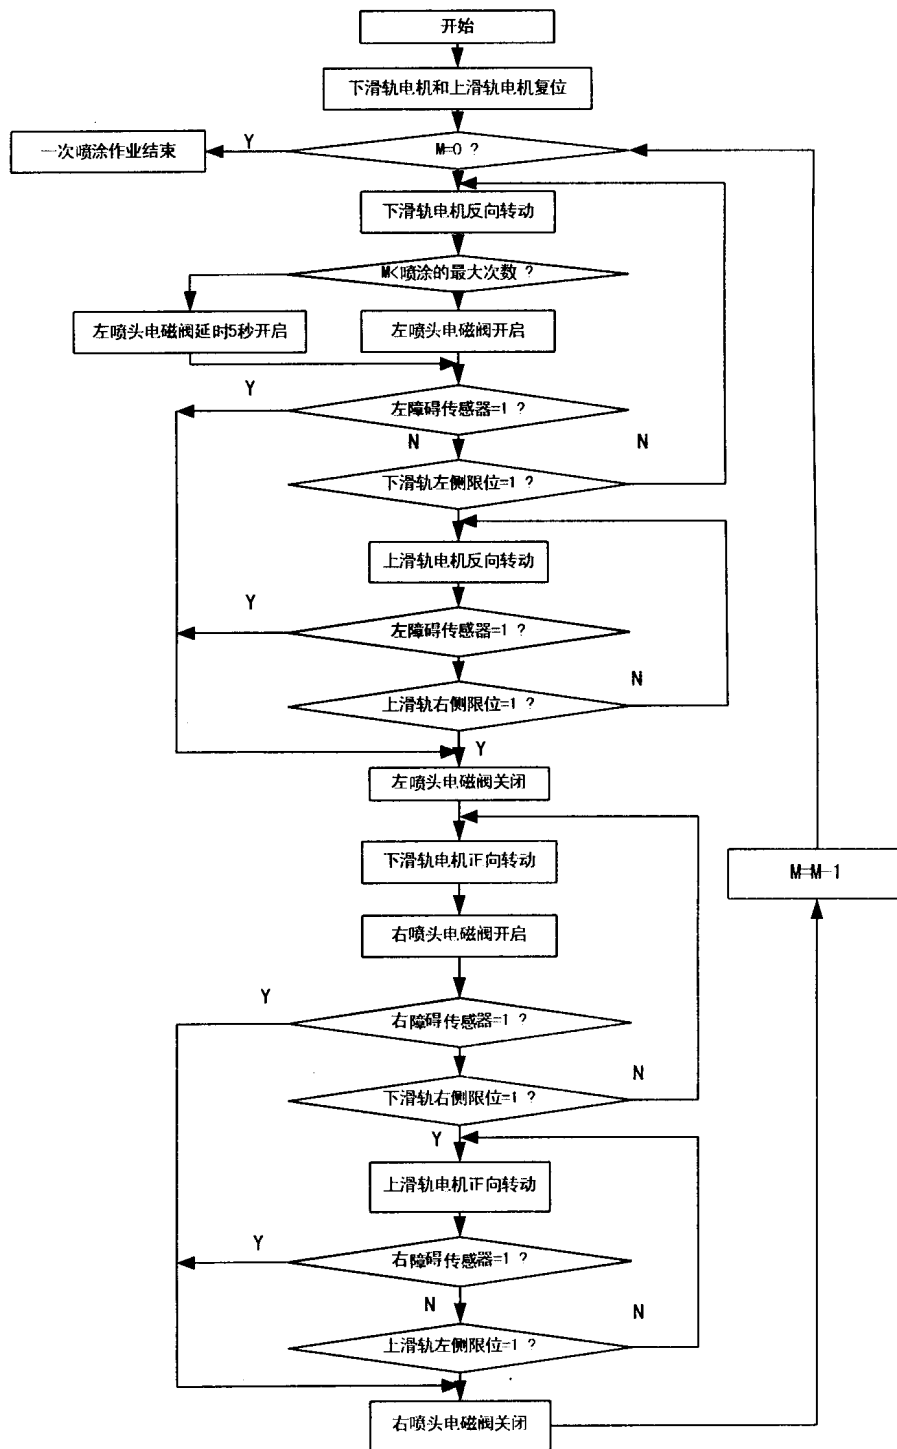 开始
下滑轨电机和上滑轨电机复位
Y
M=0 ?
一次喷涂作业结束
下滑轨电机反向转动
M<喷涂的最大次数 ?
左喷头电磁阀延时5秒开启
左喷头电磁阀开启
Y
左障碍传感器=1 ?
N
N
下滑轨左侧限位=1 ?
上滑轨电机反向转动
Y
左障碍传感器=1 ?
N
上滑轨右侧限位=1 ?
Y
左喷头电磁阀关闭
下滑轨电机正向转动
M=M-1
右喷头电磁阀开启
Y
右障碍传感器=1 ?
N
下滑轨右侧限位=1 ?
Y
上滑轨电机正向转动
Y
右障碍传感器=1 ?
N
N
上滑轨左侧限位=1 ?
右喷头电磁阀关闭